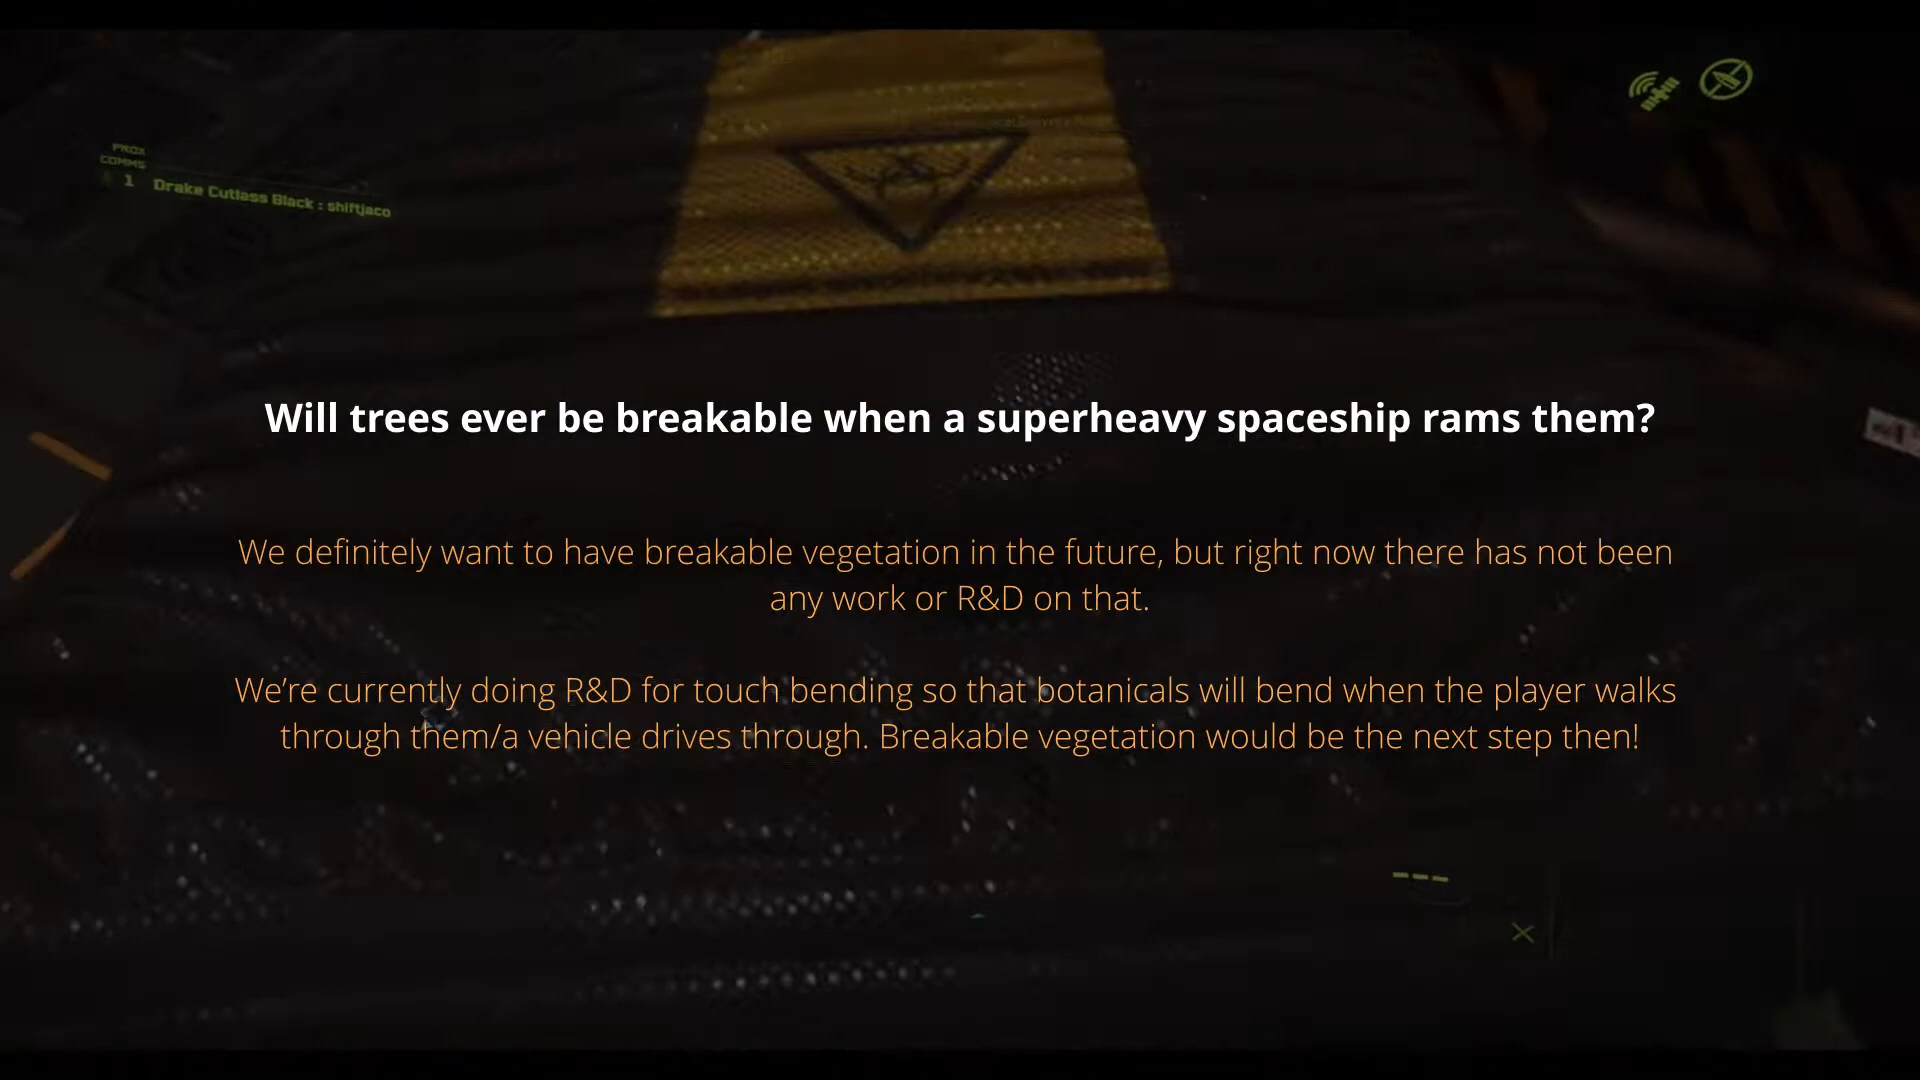 PROX
COMMS
1 Drake Cutlass Black : shiftjaco
Will trees ever be breakable when a superheavy spaceship rams them?
We definitely want to have breakable vegetation in the future, but right now there has not been
any work or R&D on that.
We’re currently doing R&D for touch bending so that botanicals will bend when the player walks
through them/a vehicle drives through. Breakable vegetation would be the next step then!